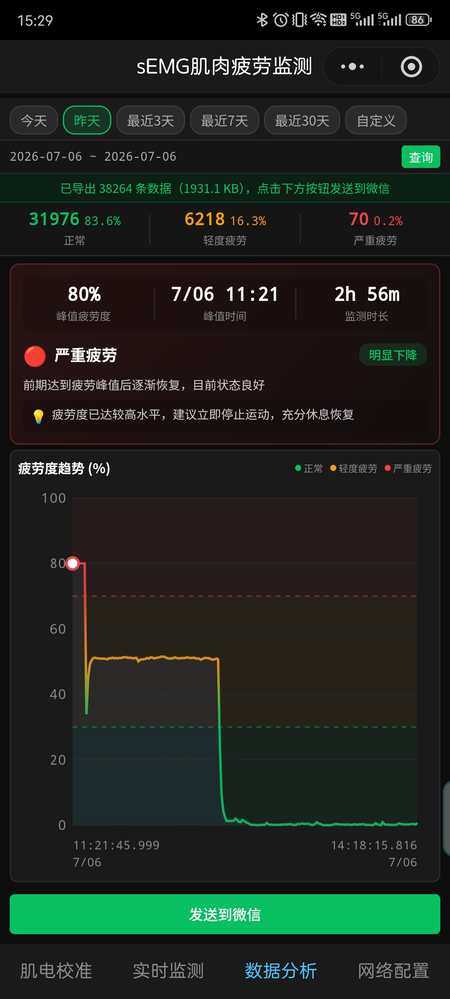 15:29
HD1 HD2 5G 5G 86
sEMG肌肉疲劳监测
今天 昨天 最近3天 最近7天 最近30天 自定义
2026-07-06 ~ 2026-07-06 查询
已导出 38264 条数据（1931.1 KB），点击下方按钮发送到微信
31976 83.6% 6218 16.3% 70 0.2%
正常 轻度疲劳 严重疲劳
80% 7/06 11:21 2h 56m
峰值疲劳度 峰值时间 监测时长
严重疲劳 明显下降
前期达到疲劳峰值后逐渐恢复，目前状态良好
疲劳度已达较高水平，建议立即停止运动，充分休息恢复
疲劳度趋势 (%) 正常 轻度疲劳 严重疲劳
100
80
60
40
20
0
11:21:45.999 14:18:15.816
7/06 7/06
发送到微信
肌电校准 实时监测 数据分析 网络配置